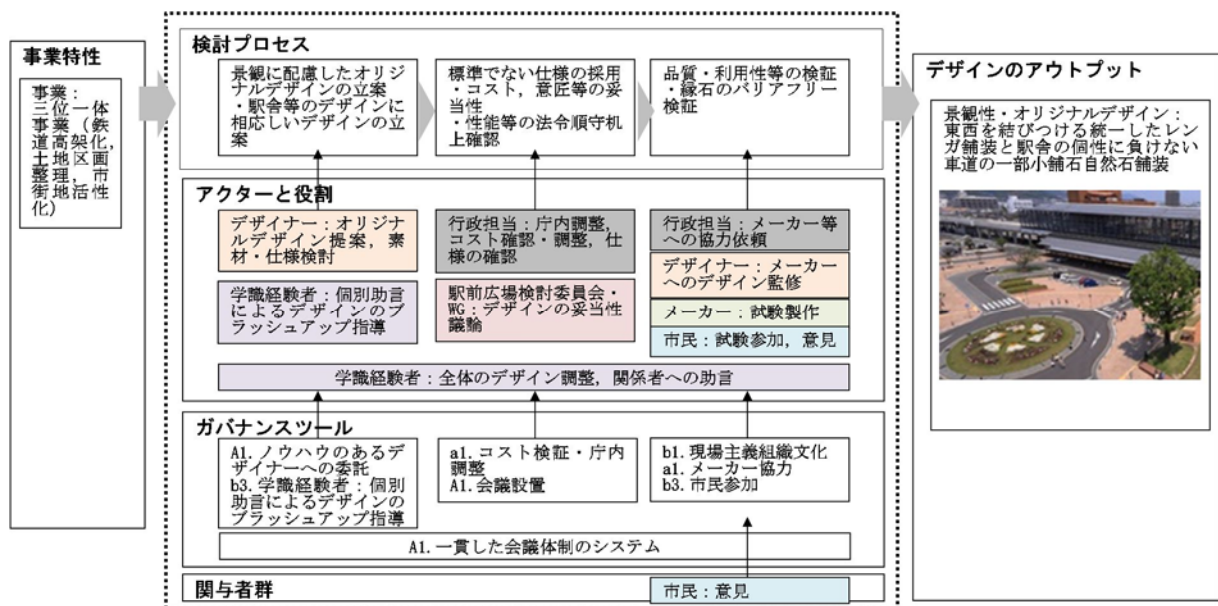 事業特性
事業：
三位一体
事業（鉄
道高架化，
土地区画
整理，市
街地活性
化）
検討プロセス
景観に配慮したオリジ
ナルデザインの立案
・駅舎等のデザインに
相応しいデザインの立
案
標準でない仕様の採用
・コスト，意匠等の妥
当性
・性能等の法令順守机
上確認
品質・利用性等の検証
・縁石のバリアフリー
検証
アクターと役割
デザイナー：オリジ
ナルデザイン提案，素
材・仕様検討
学識経験者：個別助言
によるデザインのブ
ラッシュアップ指導
行政担当：庁内調整，
コスト確認・調整，仕
様の確認
駅前広場検討委員会・
WG：デザインの妥当性
議論
行政担当：メーカー等
への協力依頼
デザイナー：メーカー
へのデザイン監修
メーカー：試験製作
市民：試験参加，意見
学識経験者：全体のデザイン調整，関係者への助言
ガバナンスツール
A1. ノウハウのあるデ
ザイナーへの委託
b3. 学識経験者：個別
助言によるデザインの
ブラッシュアップ指導
a1. コスト検証・庁内
調整
A1. 会議設置
b1. 現場主義組織文化
a1. メーカー協力
b3. 市民参加
A1. 一貫した会議体制のシステム
関与者群
市民：意見
デザインのアウトプット
景観性・オリジナルデザイン：
東西を結びつける統一したレン
ガ舗装と駅舎の個性に負けない
車道の一部小舗石自然石舗装